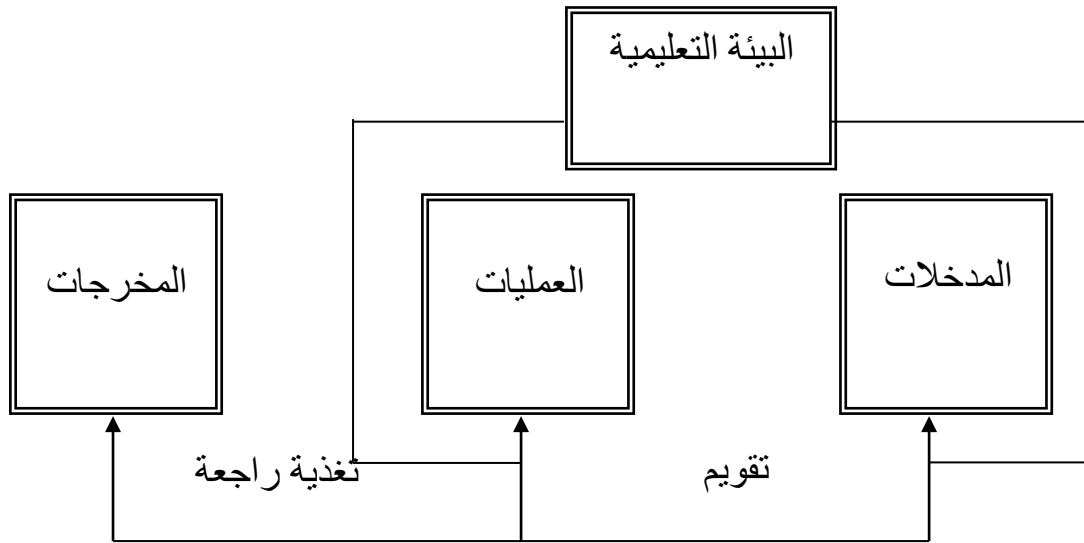 البيئة التعليمية
المدخلات
العمليات
المخرجات
تقويم
تغذية راجعة